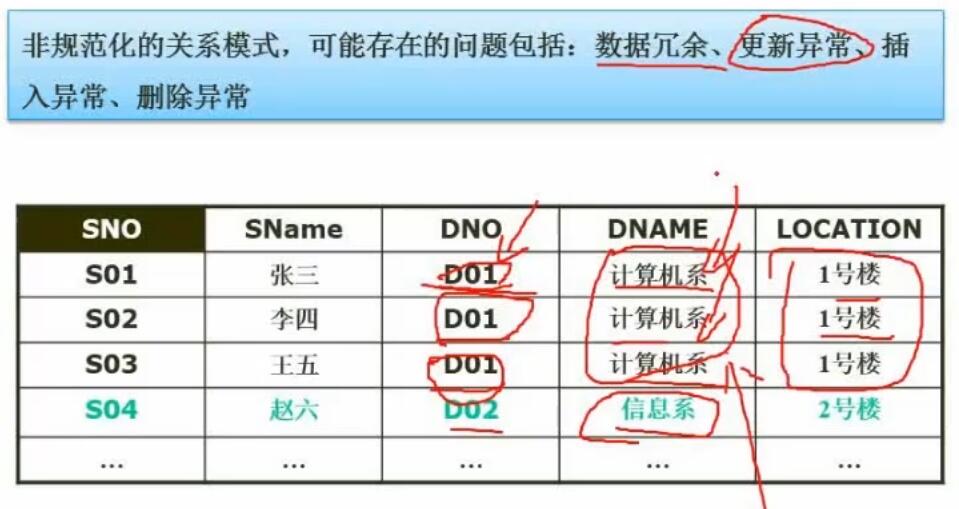 非规范化的关系模式，可能存在的问题包括：数据冗余、更新异常、插
入异常、删除异常
SNO SName DNO DNAME LOCATION
S01 张三 D01 计算机系 1号楼
S02 李四 D01 计算机系 1号楼
S03 王五 D01 计算机系 1号楼
S04 赵六 D02 信息系 2号楼
... ... ... ... ...